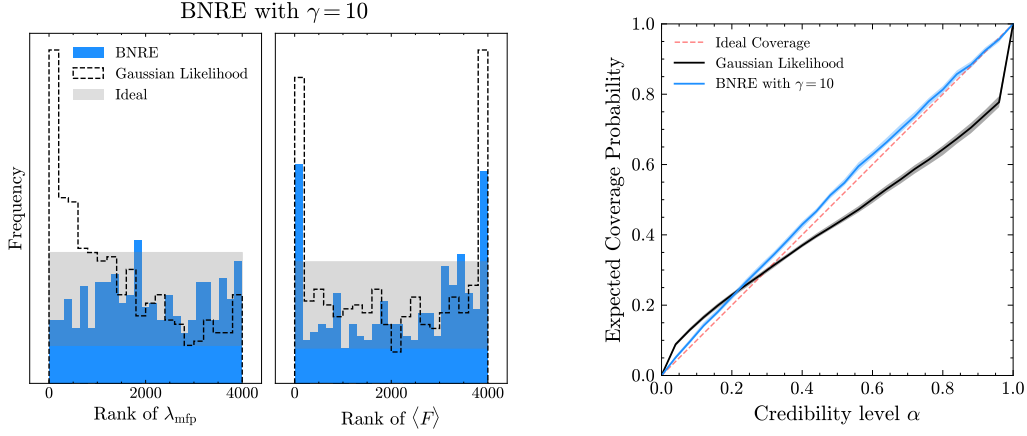 BNRE with γ = 10
BNRE
Gaussian Likelihood
Ideal
Frequency
0
2000
4000
Rank of λ_mfp
0
2000
4000
Rank of ⟨F⟩
Ideal Coverage
Gaussian Likelihood
BNRE with γ = 10
Expected Coverage Probability
1.0
0.8
0.6
0.4
0.2
0.0
0.0
0.2
0.4
0.6
0.8
1.0
Credibility level α